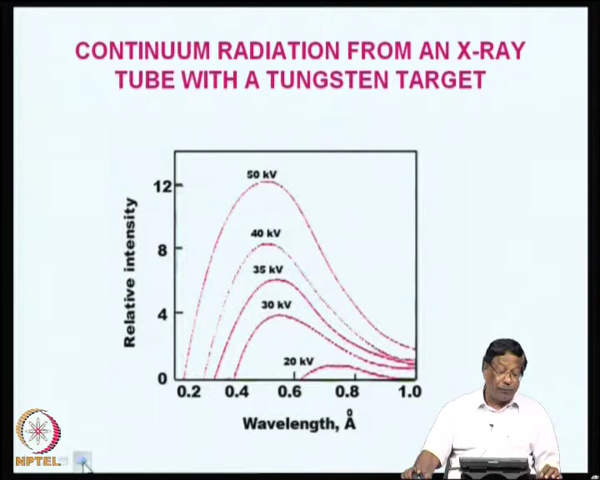 CONTINUUM RADIATION FROM AN X-RAY
TUBE WITH A TUNGSTEN TARGET
50 kV
12
40 kV
8
35 kV
30 kV
4
20 kV
0
0.2 0.4 0.6 0.8 1.0
Relative intensity
Wavelength, Å
NPTEL